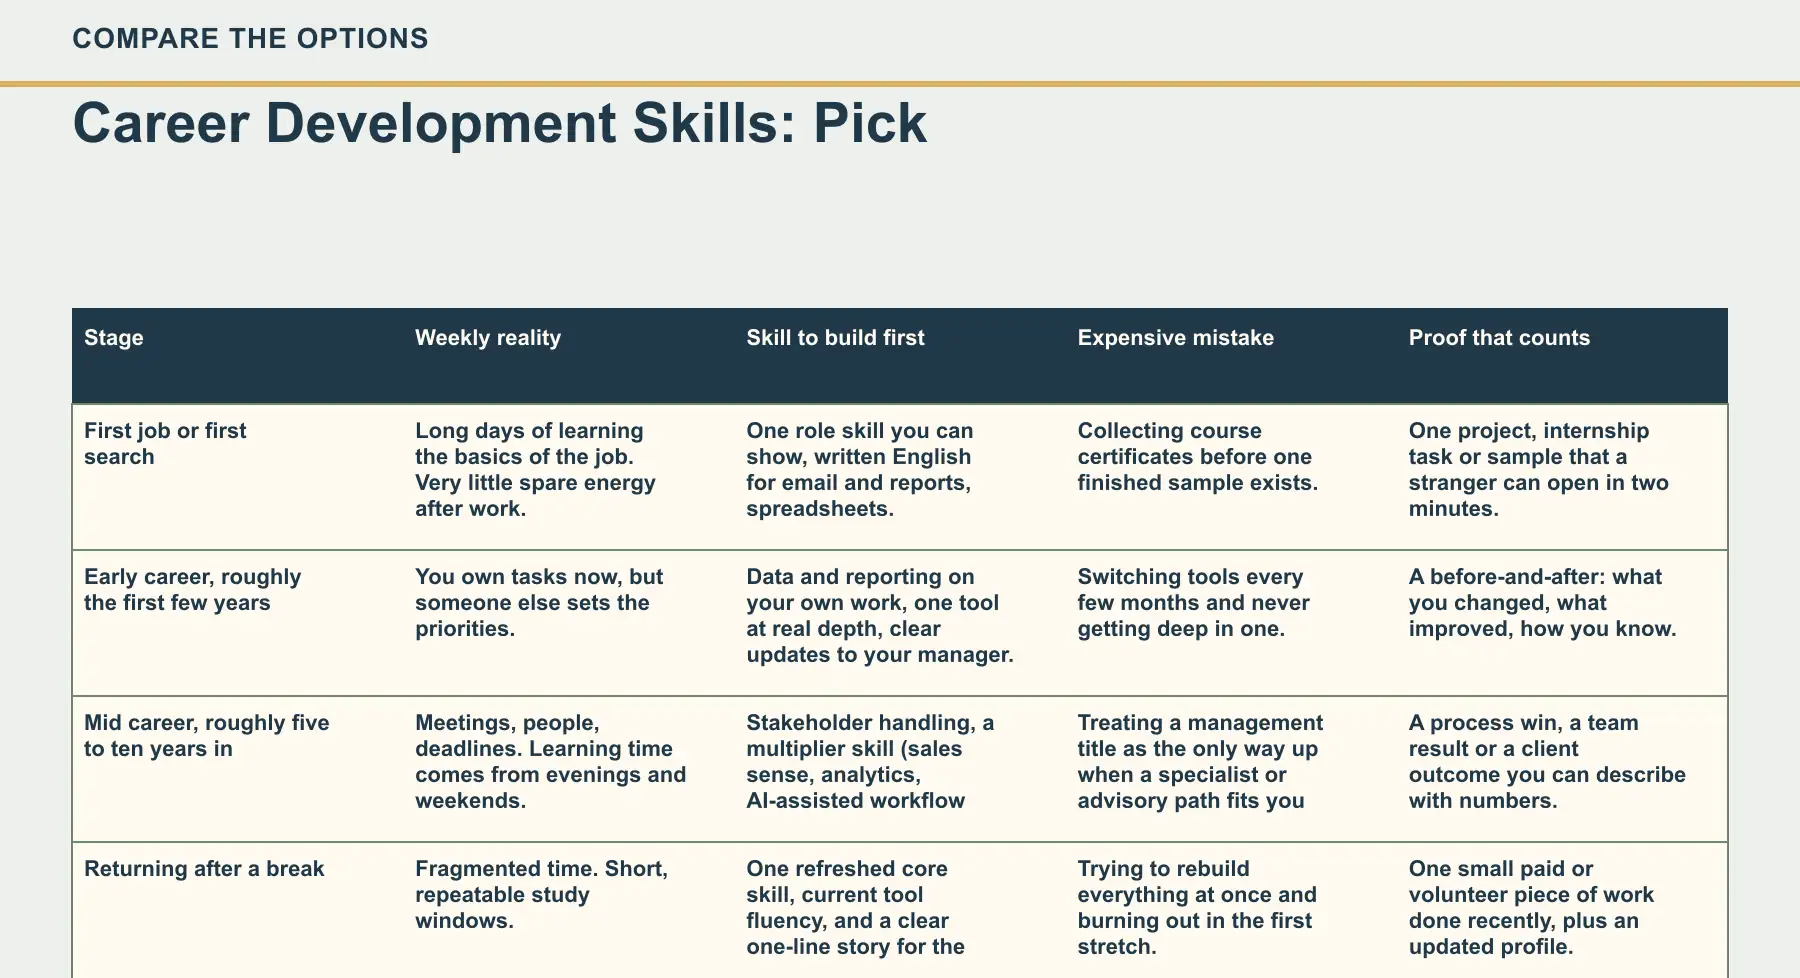 COMPARE THE OPTIONS
Career Development Skills: Pick
Stage
Weekly reality
Skill to build first
Expensive mistake
Proof that counts
First job or first
search
Long days of learning
the basics of the job.
Very little spare energy
after work.
One role skill you can
show, written English
for email and reports,
spreadsheets.
Collecting course
certificates before one
finished sample exists.
One project, internship
task or sample that a
stranger can open in two
minutes.
Early career, roughly
the first few years
You own tasks now, but
someone else sets the
priorities.
Data and reporting on
your own work, one tool
at real depth, clear
updates to your manager.
Switching tools every
few months and never
getting deep in one.
A before-and-after: what
you changed, what
improved, how you know.
Mid career, roughly five
to ten years in
Meetings, people,
deadlines. Learning time
comes from evenings and
weekends.
Stakeholder handling, a
multiplier skill (sales
sense, analytics,
AI-assisted workflow
Treating a management
title as the only way up
when a specialist or
advisory path fits you
A process win, a team
result or a client
outcome you can describe
with numbers.
Returning after a break
Fragmented time. Short,
repeatable study
windows.
One refreshed core
skill, current tool
fluency, and a clear
one-line story for the
Trying to rebuild
everything at once and
burning out in the first
stretch.
One small paid or
volunteer piece of work
done recently, plus an
updated profile.